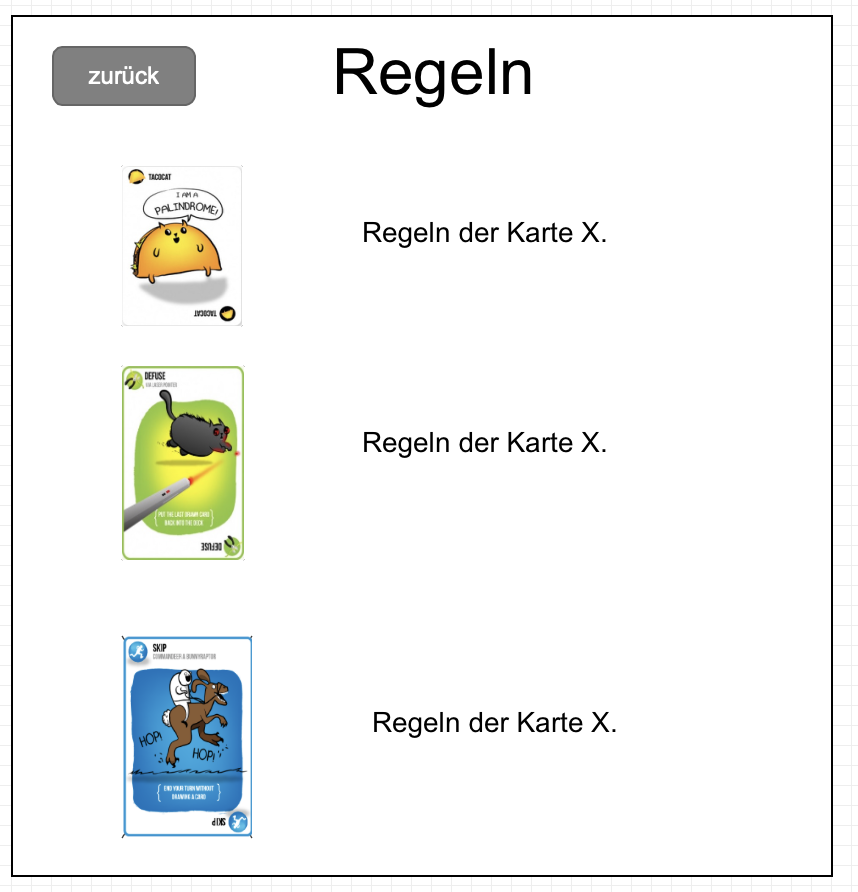 zurück
Regeln
TACOCAT
I AM A
PALINDROME!
Regeln der Karte X.
TACOCAT
DEFUSE
VIA LASER POINTER
Regeln der Karte X.
PUT THE LAST DRAWN CARD
BACK INTO THE DECK
DEFUSE
SKIP
COMMANDEER A BUNNYRAPTOR
Regeln der Karte X.
HOP!
HOP!
END YOUR TURN WITHOUT
DRAWING A CARD
SKIP